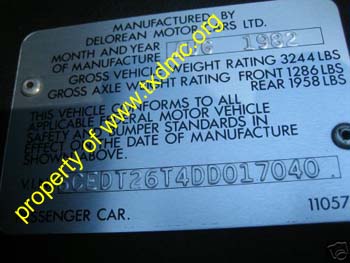 MANUFACTURED BY
DELOREAN MOTOR CARS LTD.
MONTH AND YEAR
OF MANUFACTURE 1982
GROSS VEHICLE WEIGHT RATING 3244 LBS
GROSS AXLE WEIGHT RATING FRONT 1286 LBS
REAR 1958 LBS
THIS VEHICLE CONFORMS TO ALL
APPLICABLE FEDERAL MOTOR VEHICLE
SAFETY AND BUMPER STANDARDS IN
EFFECT ON THE DATE OF MANUFACTURE
SHOWN ABOVE.
CEDT26T4DD017040
PASSENGER CAR. 11057
Photo property of www.txdmc.org